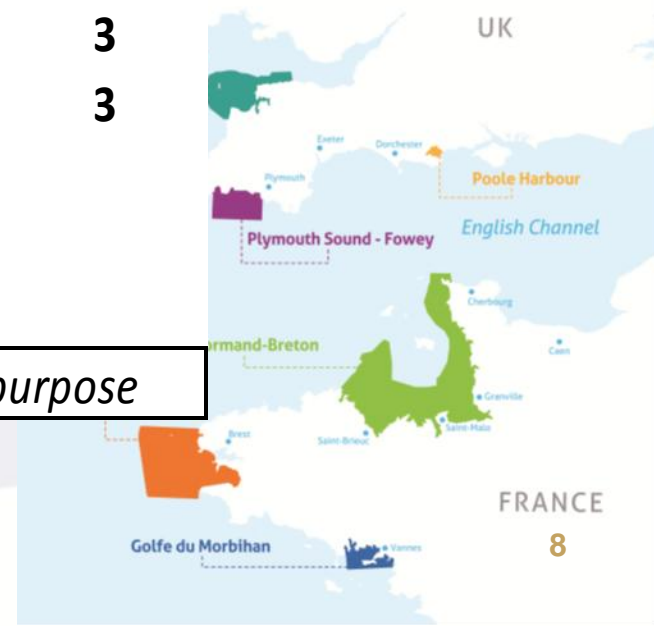 3
UK
3
Exeter
Dorchester
Plymouth
Poole Harbour
English Channel
Plymouth Sound - Fowey
Cherbourg
ormand-Breton
Caen
purpose
Granville
Saint-Malo
Brest
Saint-Brieuc
FRANCE
8
Golfe du Morbihan
Vannes